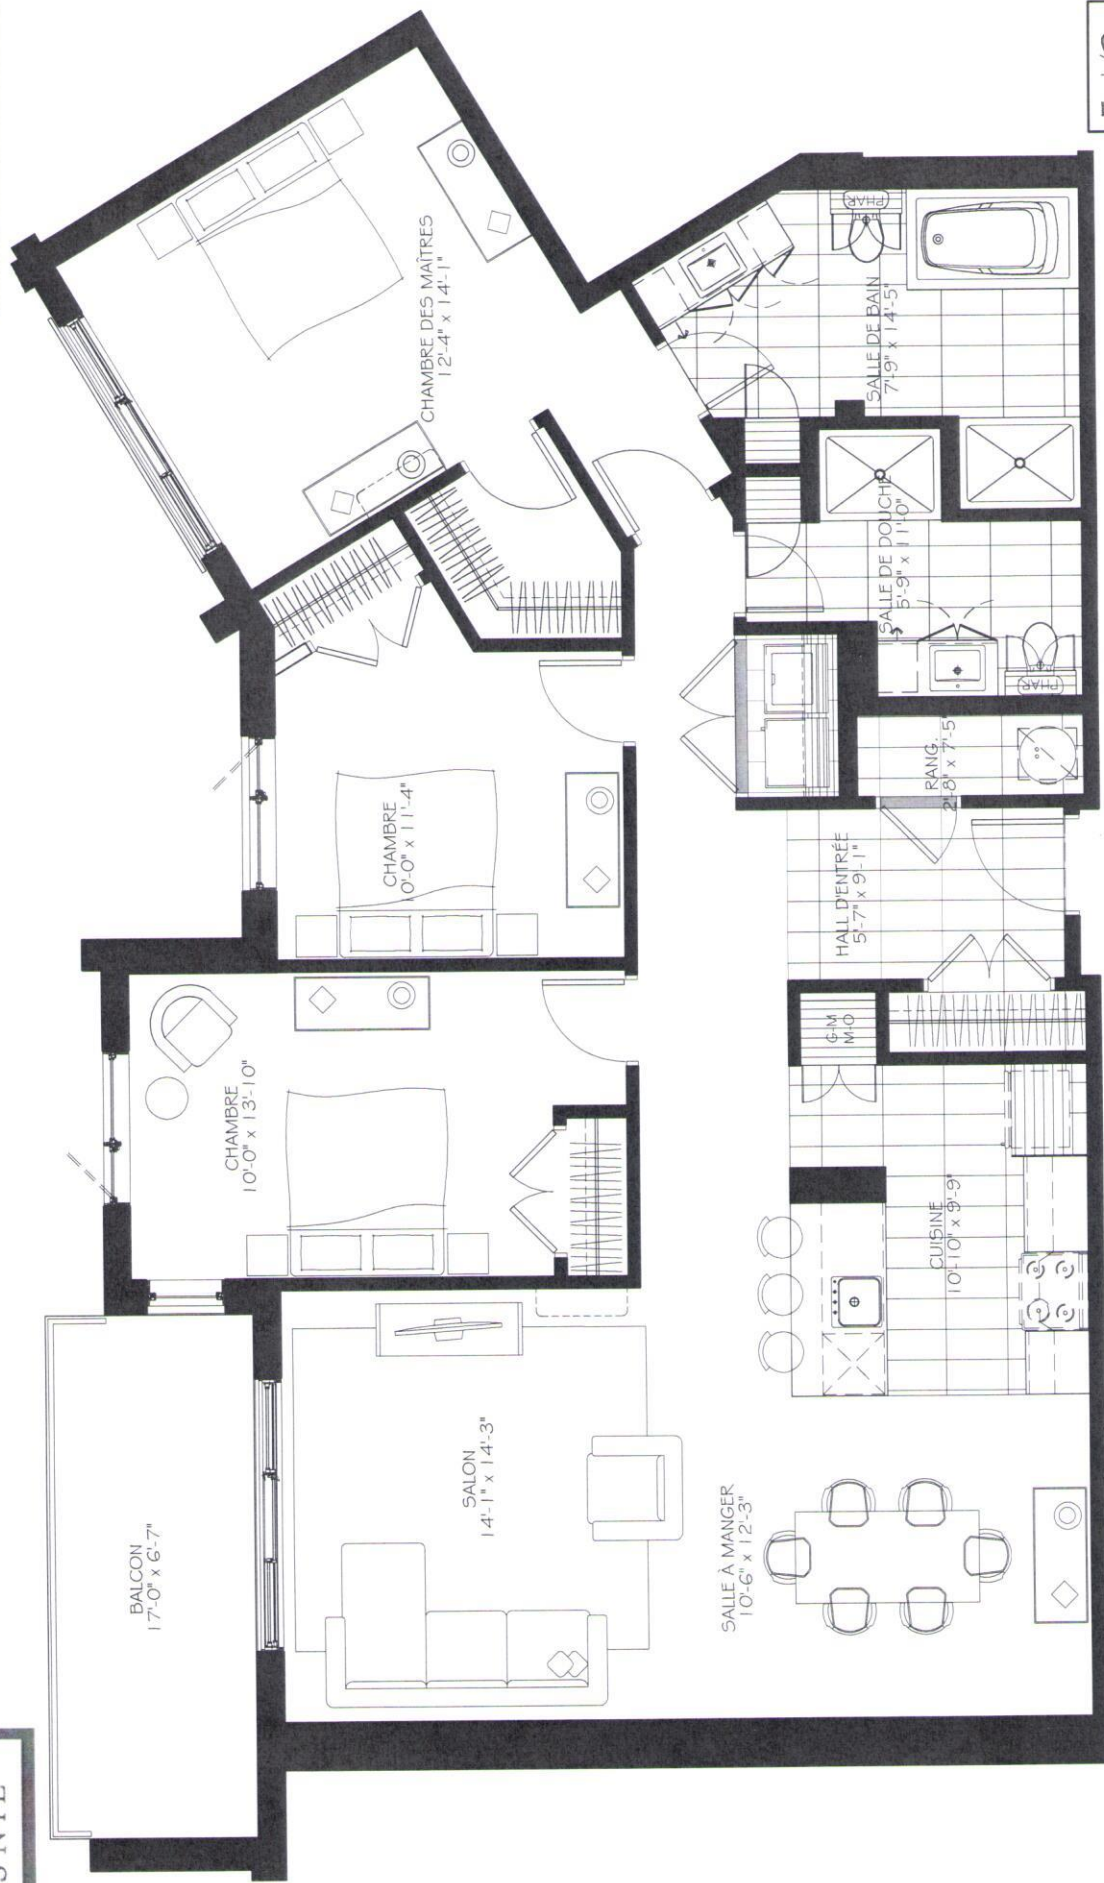 BALCON
17'-0" x 6'-7"
SALON
14'-1" x 14'-3"
SALLE À MANGER
10'-6" x 12'-3"
CUISINE
10'-10" x 9'-9"
CHAMBRE
10'-0" x 13'-10"
G-M
M-O
HALL D'ENTRÉE
5'-7" x 9'-1"
CHAMBRE
10'-0" x 11'-4"
RANG.
2'-8" x 7'-5"
PHAR
SALLE DE DOUCHE
5'-9" x 11'-0"
CHAMBRE DES MAÎTRES
12'-4" x 14'-1"
SALLE DE BAIN
7'-9" x 14'-5"
PHAR